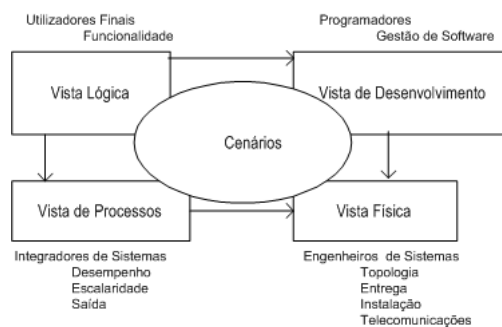 Utilizadores Finais
Funcionalidade
Programadores
Gestão de Software
Vista Lógica
Vista de Desenvolvimento
Cenários
Vista de Processos
Vista Física
Integradores de Sistemas
Desempenho
Escalaridade
Saída
Engenheiros de Sistemas
Topologia
Entrega
Instalação
Telecomunicações